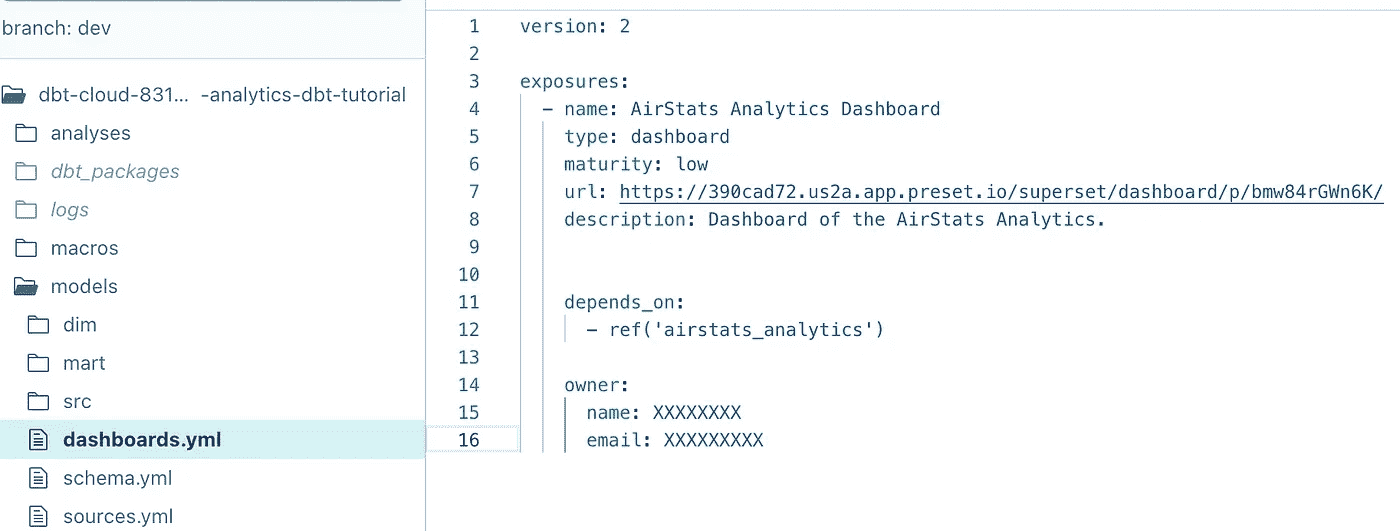 branch: dev
dbt-cloud-831... -analytics-dbt-tutorial
analyses
dbt_packages
logs
macros
models
dim
mart
src
dashboards.yml
schema.yml
sources.yml
1 version: 2
2
3 exposures:
4 - name: AirStats Analytics Dashboard
5 type: dashboard
6 maturity: low
7 url: https://390cad72.us2a.app.preset.io/superset/dashboard/p/bmw84rGWn6K/
8 description: Dashboard of the AirStats Analytics.
9
10
11 depends_on:
12 - ref('airstats_analytics')
13
14 owner:
15 name: XXXXXXXX
16 email: XXXXXXXXX